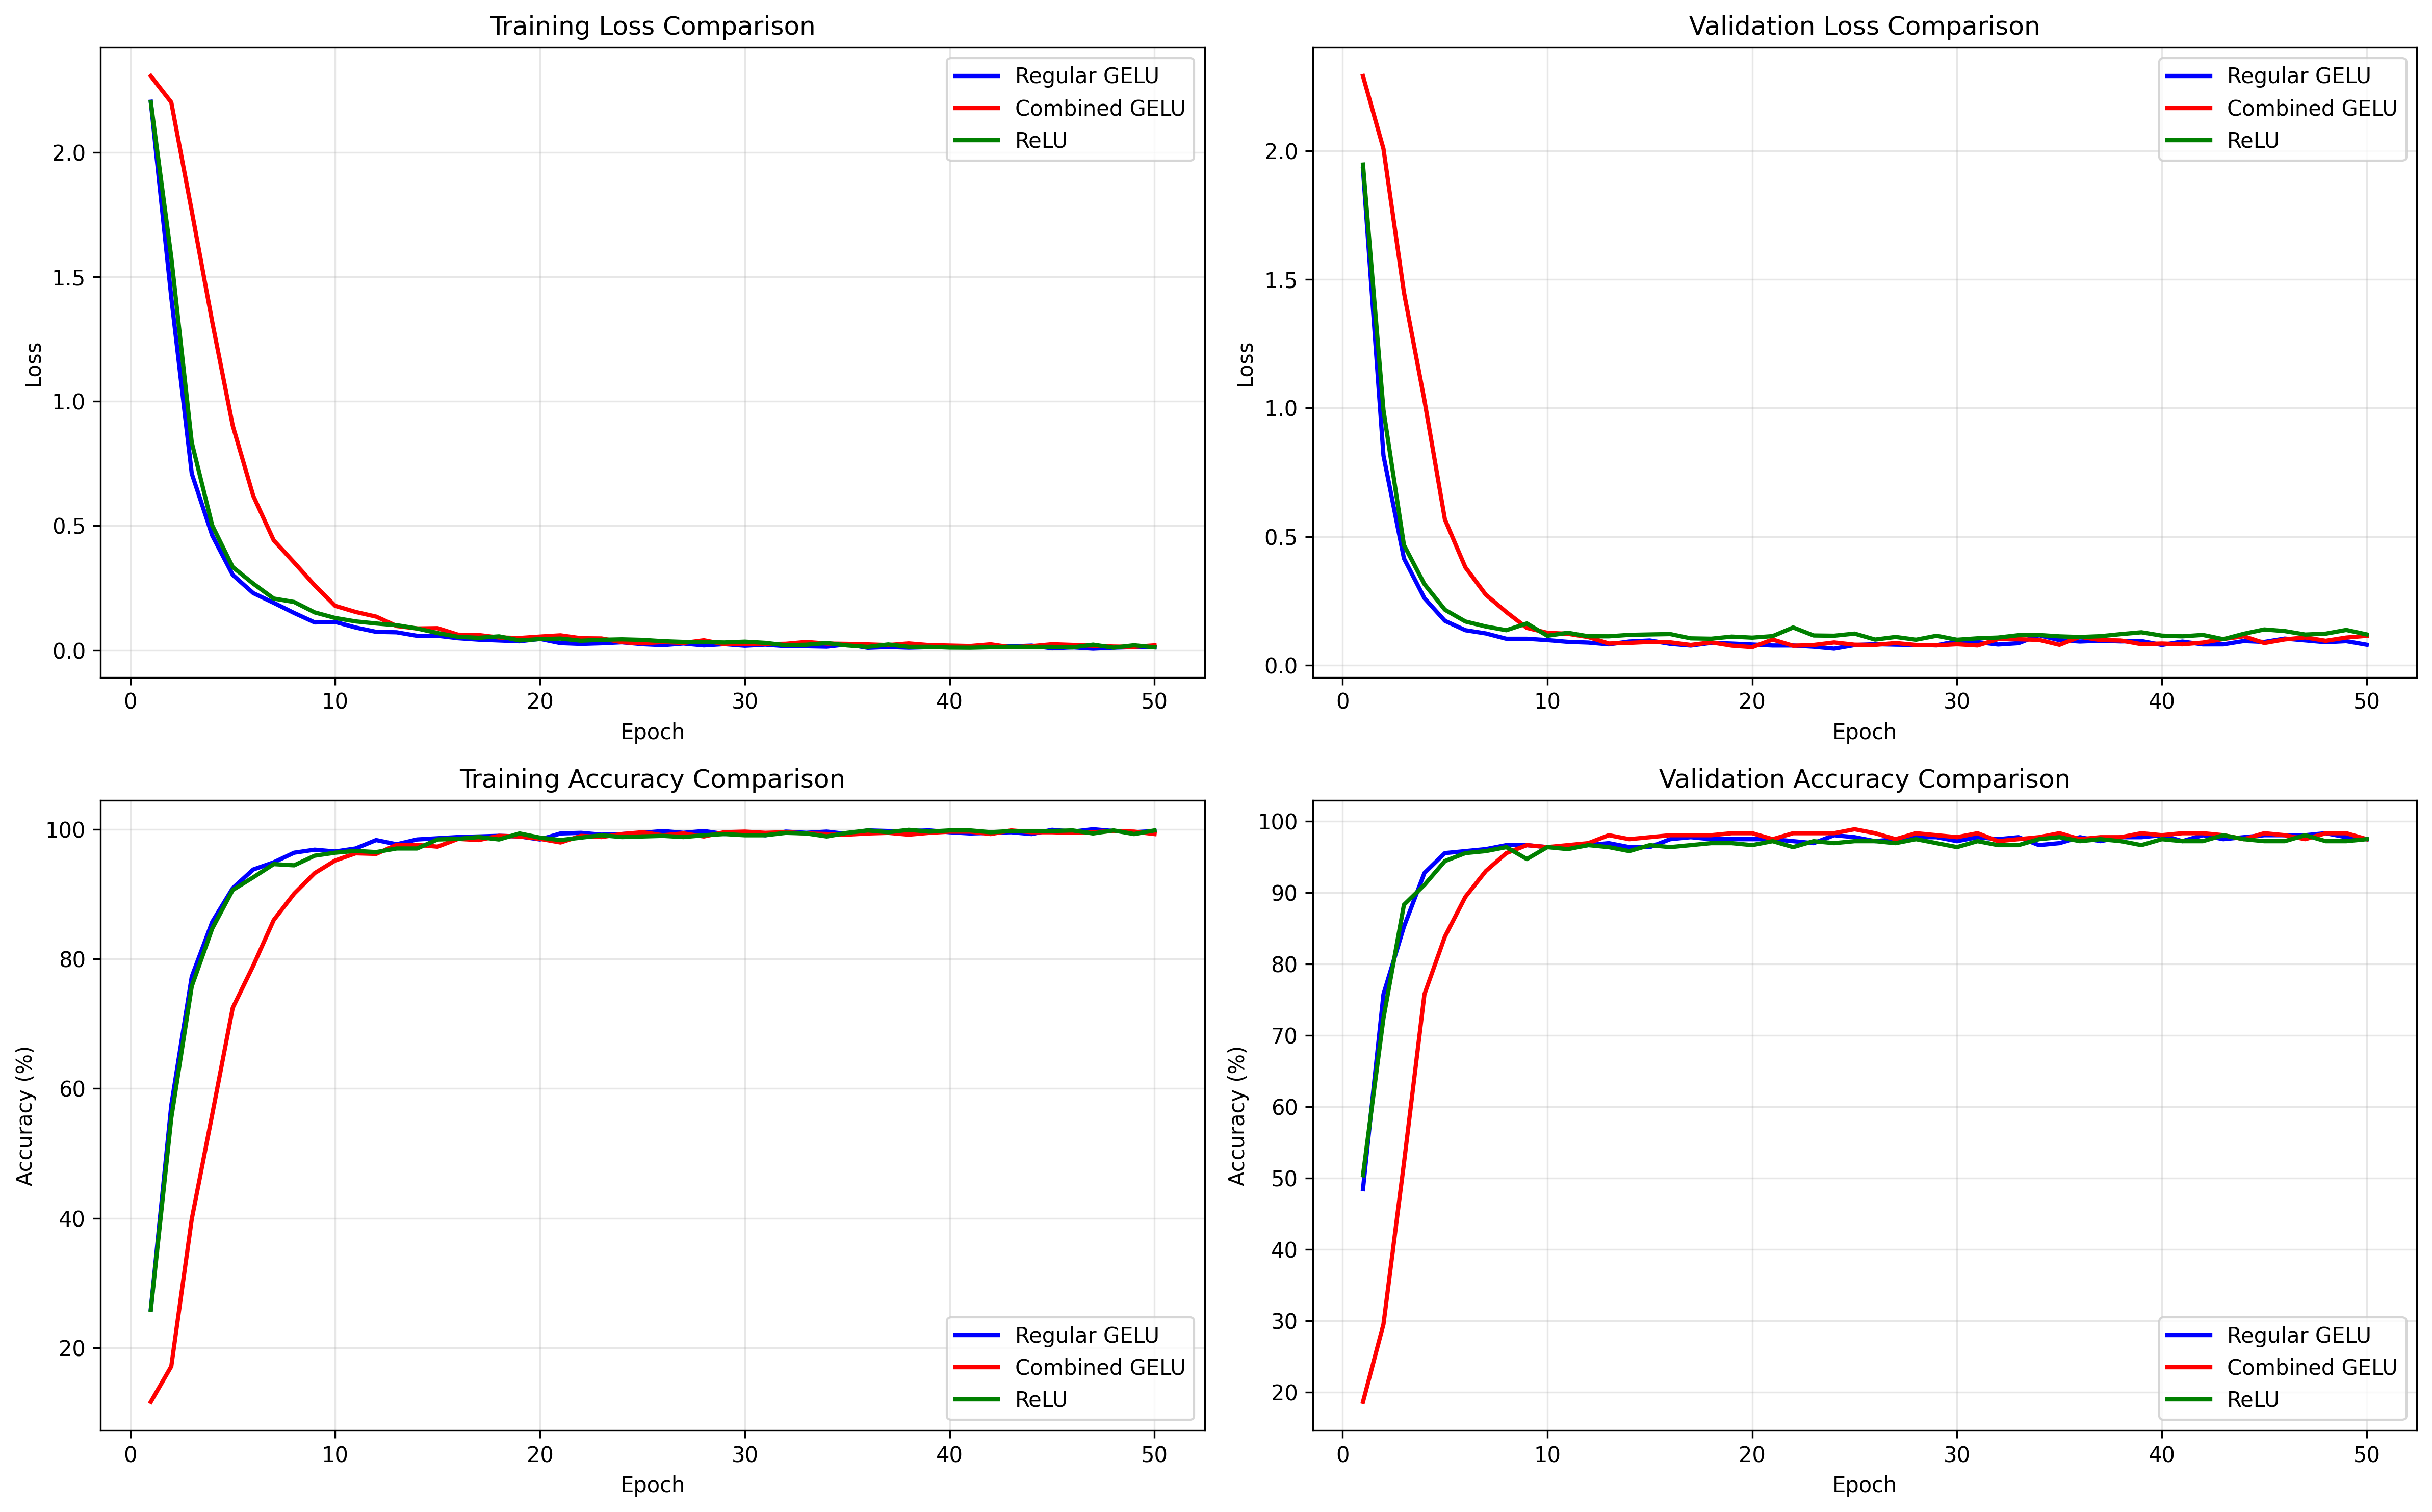 Training Loss Comparison
Loss
2.0
1.5
1.0
0.5
0.0
0 10 20 30 40 50
Epoch
Regular GELU
Combined GELU
ReLU
Validation Loss Comparison
Loss
2.0
1.5
1.0
0.5
0.0
0 10 20 30 40 50
Epoch
Regular GELU
Combined GELU
ReLU
Training Accuracy Comparison
Accuracy (%)
100
80
60
40
20
0 10 20 30 40 50
Epoch
Regular GELU
Combined GELU
ReLU
Validation Accuracy Comparison
Accuracy (%)
100
90
80
70
60
50
40
30
20
0 10 20 30 40 50
Epoch
Regular GELU
Combined GELU
ReLU